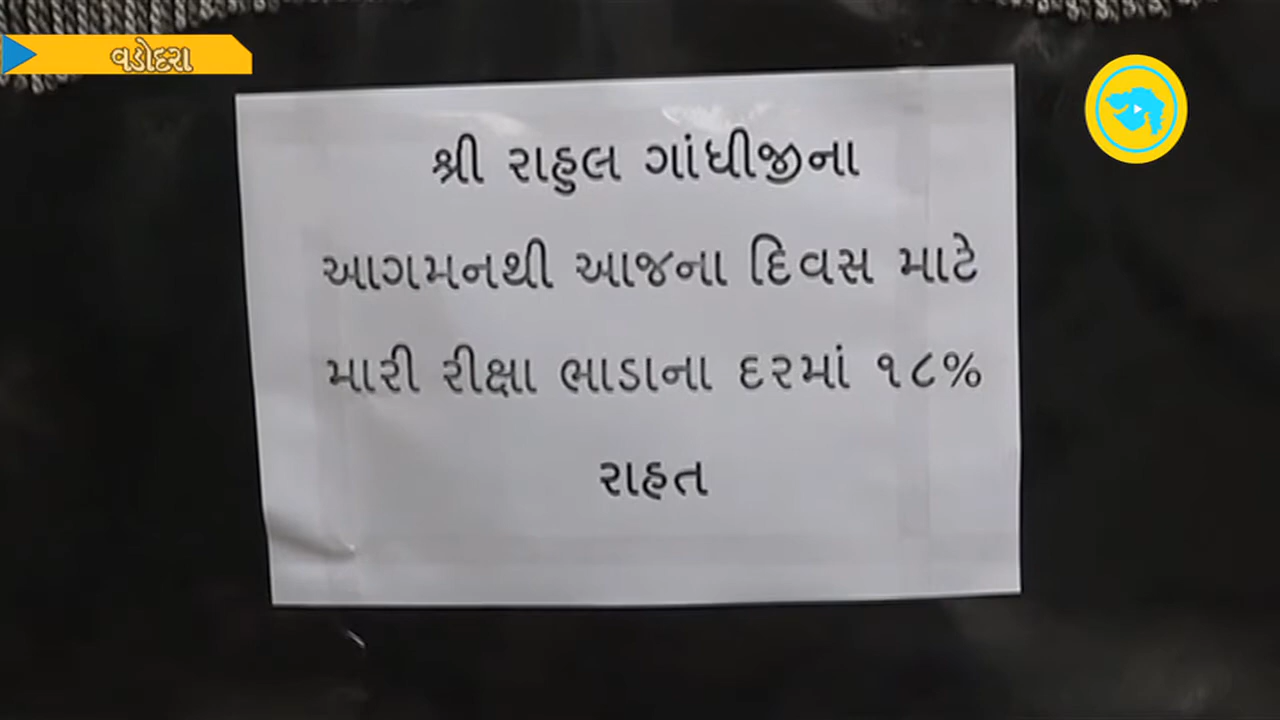 વડોદરા
શ્રી રાહુલ ગાંધીજીના
આગમનથી આજના દિવસ માટે
મારી રીક્ષા ભાડાના દરમાં ૧૮%
રાહત